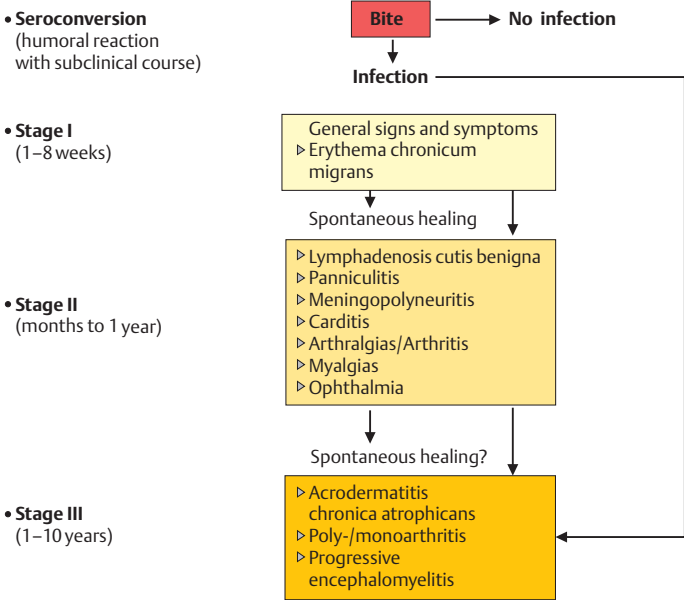 • Seroconversion
(humoral reaction
with subclinical course)
Bite
No infection
Infection
• Stage I
(1–8 weeks)
General signs and symptoms
Erythema chronicum
migrans
Spontaneous healing
• Stage II
(months to 1 year)
Lymphadenosis cutis benigna
Panniculitis
Meningopolyneuritis
Carditis
Arthralgias/Arthritis
Myalgias
Ophthalmia
Spontaneous healing?
• Stage III
(1–10 years)
Acrodermatitis
chronica atrophicans
Poly-/monoarthritis
Progressive
encephalomyelitis